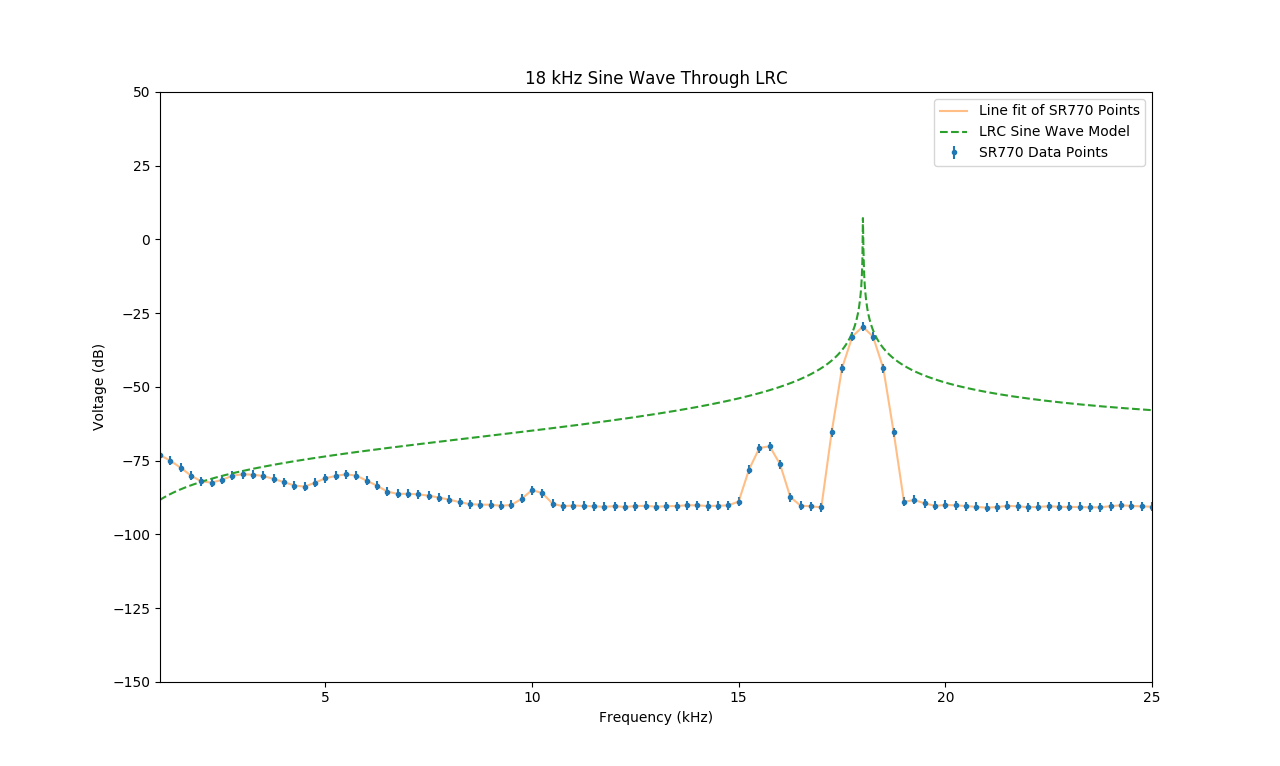 18 kHz Sine Wave Through LRC
Line fit of SR770 Points
LRC Sine Wave Model
SR770 Data Points
50
25
0
−25
−50
−75
−100
−125
−150
Voltage (dB)
5
10
15
20
25
Frequency (kHz)